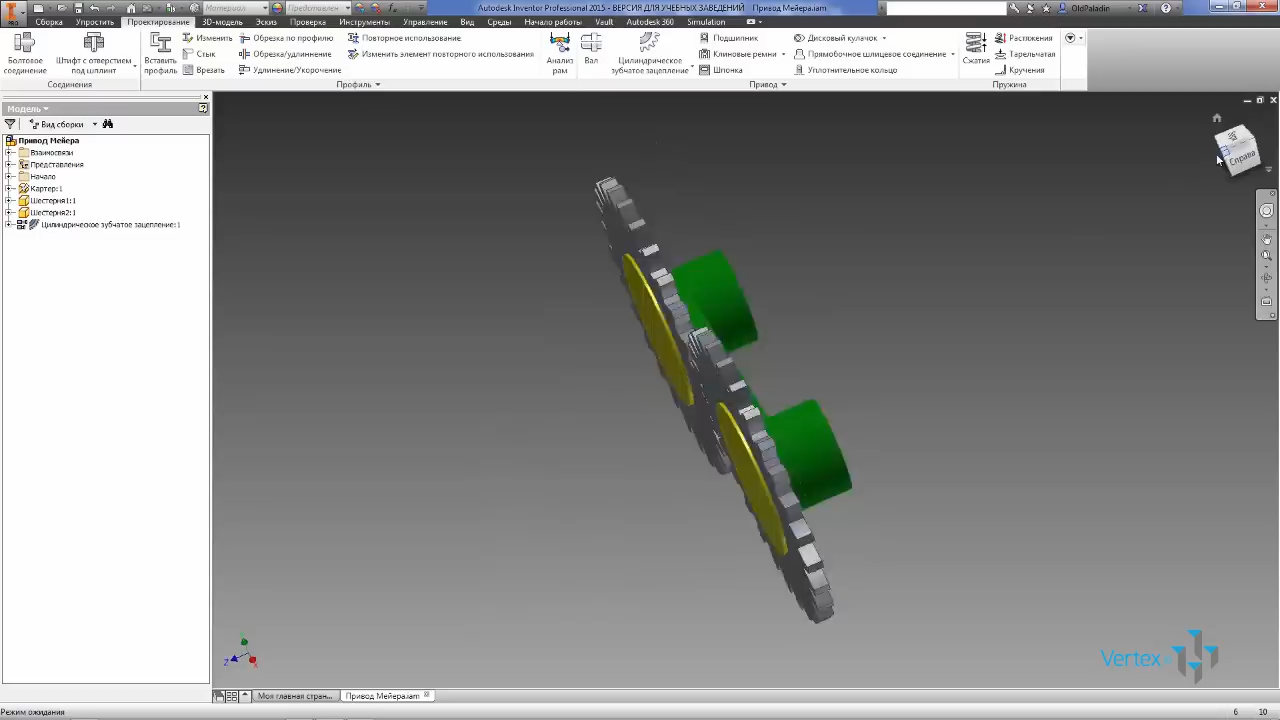 Материал
Представлен
Autodesk Inventor Professional 2015 - ВЕРСИЯ ДЛЯ УЧЕБНЫХ ЗАВЕДЕНИЙ Привод Мейера.iam
OldPaladin
PRO
Сборка Упростить Проектирование 3D-модель Эскиз Проверка Инструменты Управление Вид Среды Начало работы Vault Autodesk 360 Simulation
Болтовое соединение
Штифт с отверстием под шплинт
Соединения
Вставить профиль
Изменить
Стык
Врезать
Обрезка по профилю
Обрезка/удлинение
Удлинение/Укорочение
Повторное использование
Изменить элемент повторного использования
Анализ рам
Профиль
Вал
Цилиндрическое зубчатое зацепление
Подшипник
Клиновые ремни
Шпонка
Дисковый кулачок
Прямобочное шлицевое соединение
Уплотнительное кольцо
Привод
Сжатия
Растяжения
Тарельчатая
Кручения
Пружина
Модель
Вид сборки
Привод Мейера
Взаимосвязи
Представления
Начало
Картер:1
Шестерня1:1
Шестерня2:1
Цилиндрическое зубчатое зацепление:1
Справа
Z
X
Vertex
Моя главная стран...
Привод Мейера.iam
Режим ожидания
6 10